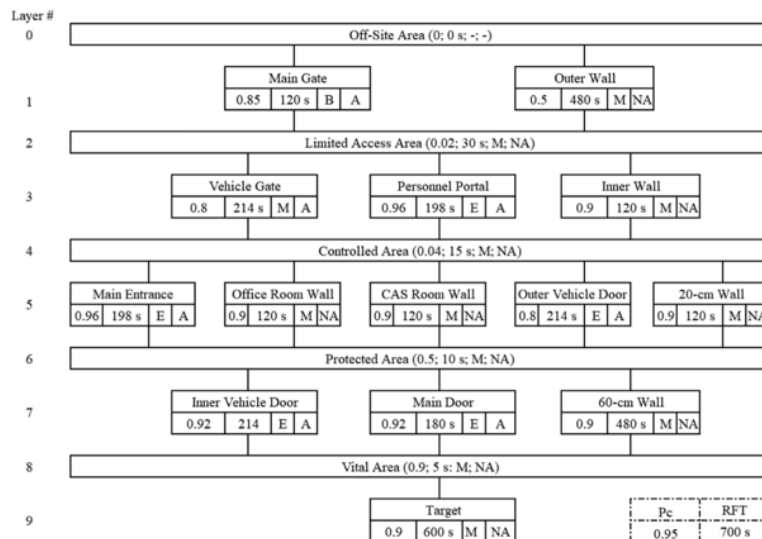 Layer #
0 Off-Site Area (0; 0 s; -; -)
Main Gate Outer Wall
1 0.85 120 s B A 0.5 480 s M NA
2 Limited Access Area (0.02; 30 s; M; NA)
Vehicle Gate Personnel Portal Inner Wall
3 0.8 214 s M A 0.96 198 s E A 0.9 120 s M NA
4 Controlled Area (0.04; 15 s; M; NA)
Main Entrance Office Room Wall CAS Room Wall Outer Vehicle Door 20-cm Wall
5 0.96 198 s E A 0.9 120 s M NA 0.9 120 s M NA 0.8 214 s E A 0.9 120 s M NA
6 Protected Area (0.5; 10 s; M; NA)
Inner Vehicle Door Main Door 60-cm Wall
7 0.92 214 E A 0.92 180 s E A 0.9 480 s M NA
8 Vital Area (0.9; 5 s: M; NA)
Target Pc RFT
9 0.9 600 s M NA 0.95 700 s